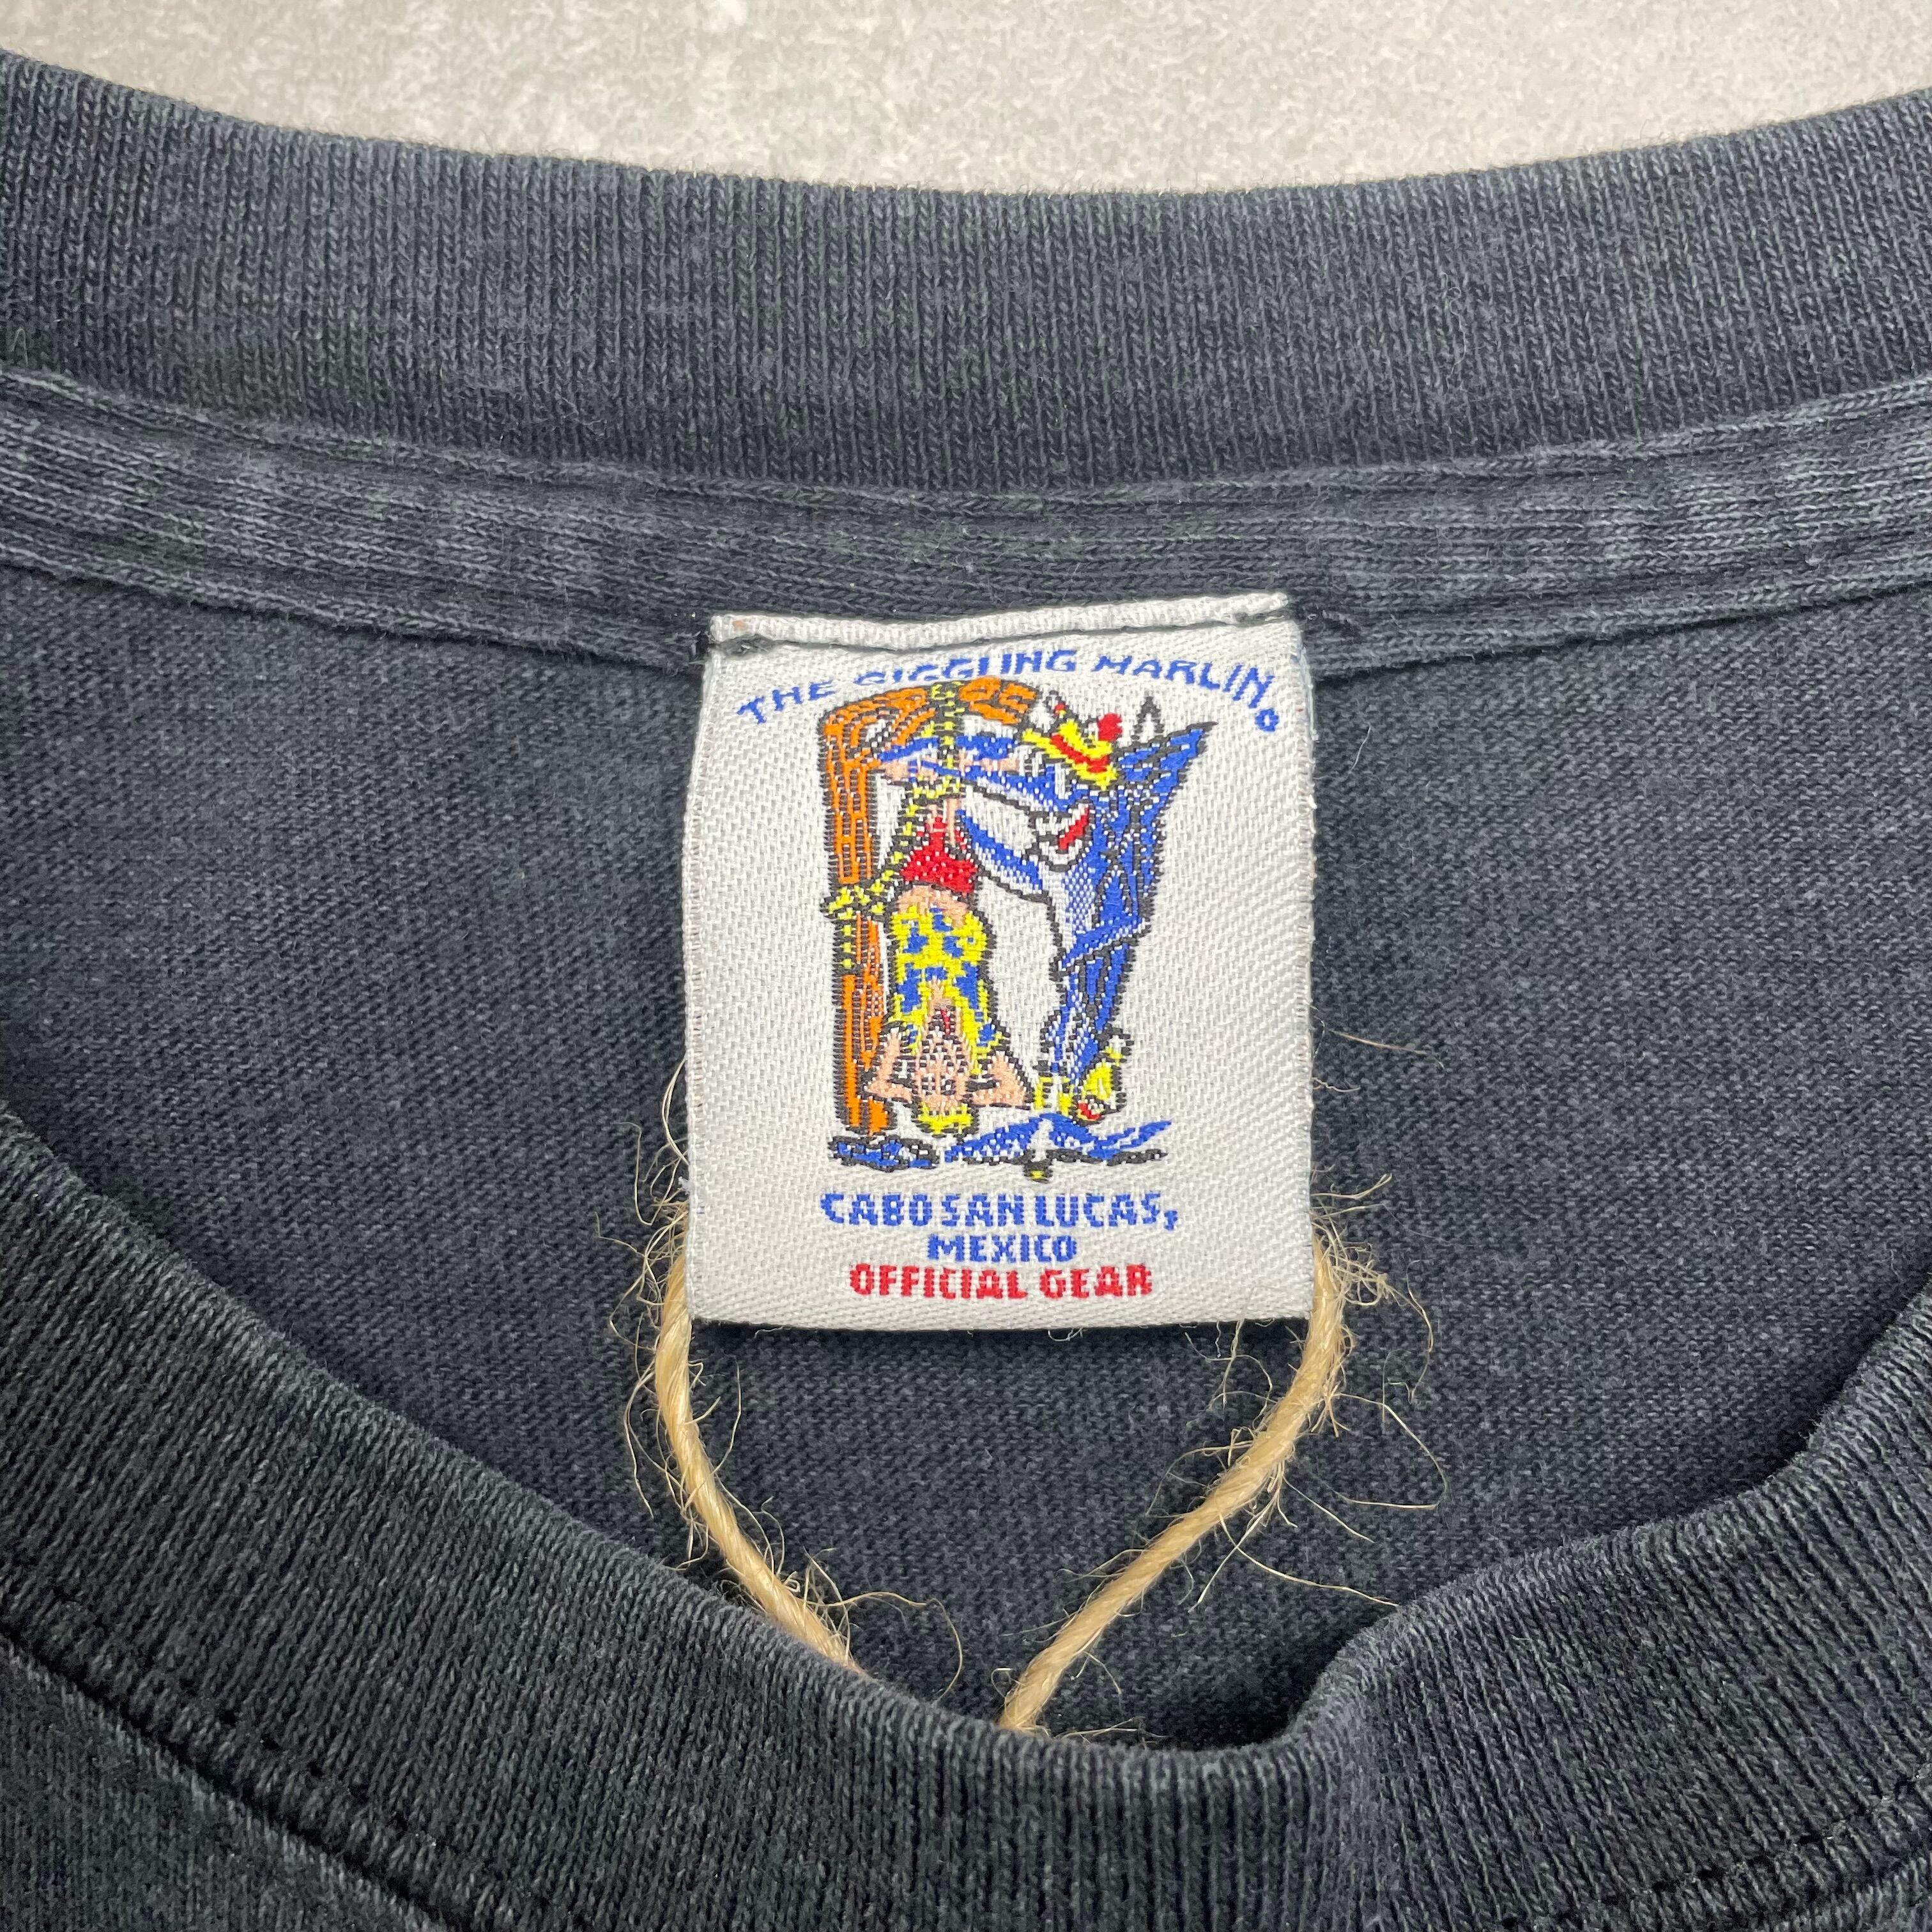 THE GIGGLING MARLIN
CABO SAN LUCAS,
MEXICO
OFFICIAL GEAR